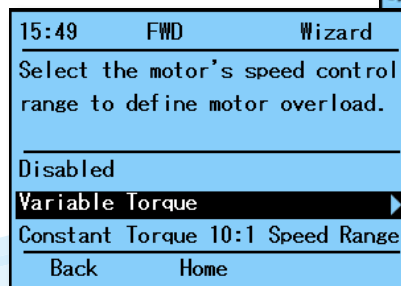 15:49 FWD Wizard
Select the motor's speed control
range to define motor overload.
Disabled
Variable Torque
Constant Torque 10:1 Speed Range
Back Home